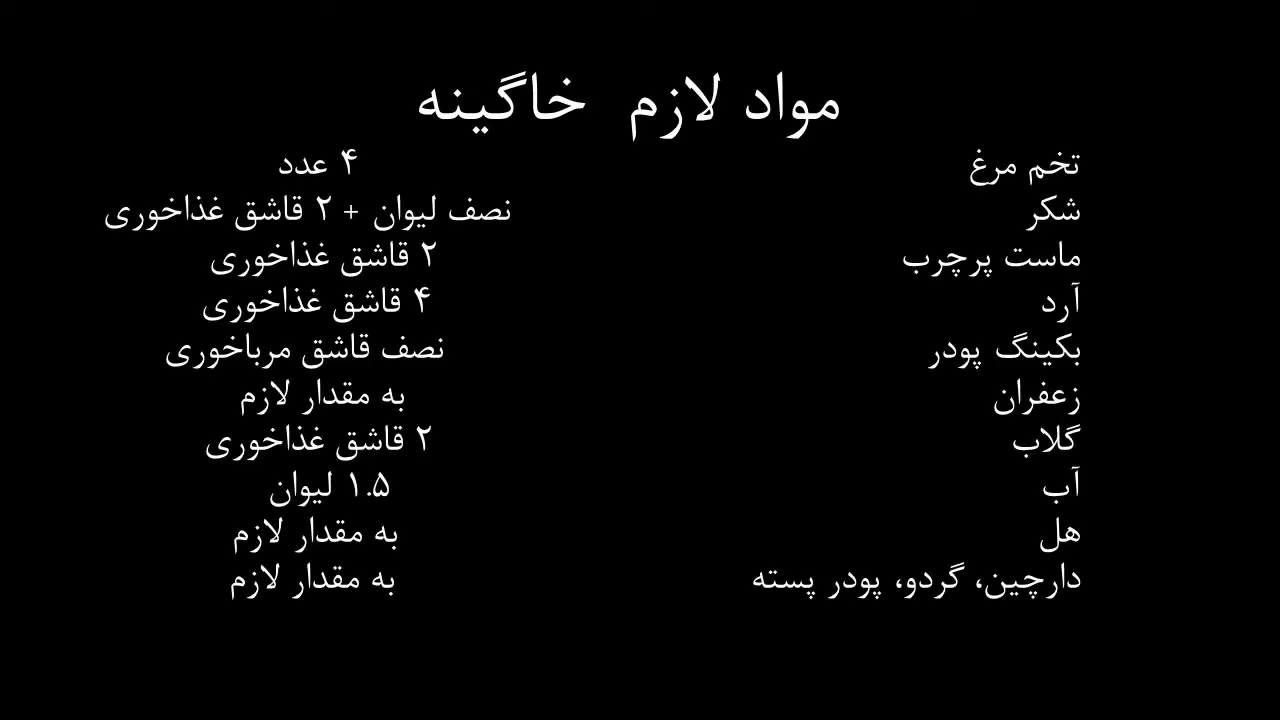 مواد لازم خاگینه
تخم مرغ ۴ عدد
شکر نصف لیوان + ۲ قاشق غذاخوری
ماست پرچرب ۲ قاشق غذاخوری
آرد ۴ قاشق غذاخوری
بکینگ پودر نصف قاشق مرباخوری
زعفران به مقدار لازم
گلاب ۲ قاشق غذاخوری
آب ۱.۵ لیوان
هل به مقدار لازم
دارچین، گردو، پودر پسته به مقدار لازم